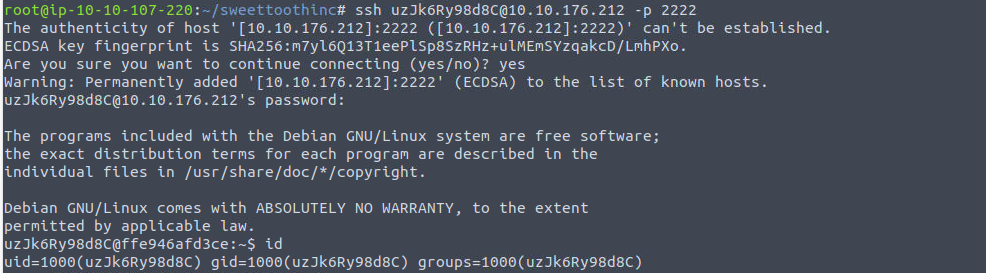 root@ip-10-10-107-220:~/sweettoothinc# ssh uzJk6Ry98d8C@10.10.176.212 -p 2222
The authenticity of host '[10.10.176.212]:2222 ([10.10.176.212]:2222)' can't be established.
ECDSA key fingerprint is SHA256:m7yl6Q13T1eePlSp8SzRHz+ulMEmSYzqakcD/LmhPXo.
Are you sure you want to continue connecting (yes/no)? yes
Warning: Permanently added '[10.10.176.212]:2222' (ECDSA) to the list of known hosts.
uzJk6Ry98d8C@10.10.176.212's password:
The programs included with the Debian GNU/Linux system are free software;
the exact distribution terms for each program are described in the
individual files in /usr/share/doc/*/copyright.
Debian GNU/Linux comes with ABSOLUTELY NO WARRANTY, to the extent
permitted by applicable law.
uzJk6Ry98d8C@ffe946afd3ce:~$ id
uid=1000(uzJk6Ry98d8C) gid=1000(uzJk6Ry98d8C) groups=1000(uzJk6Ry98d8C)